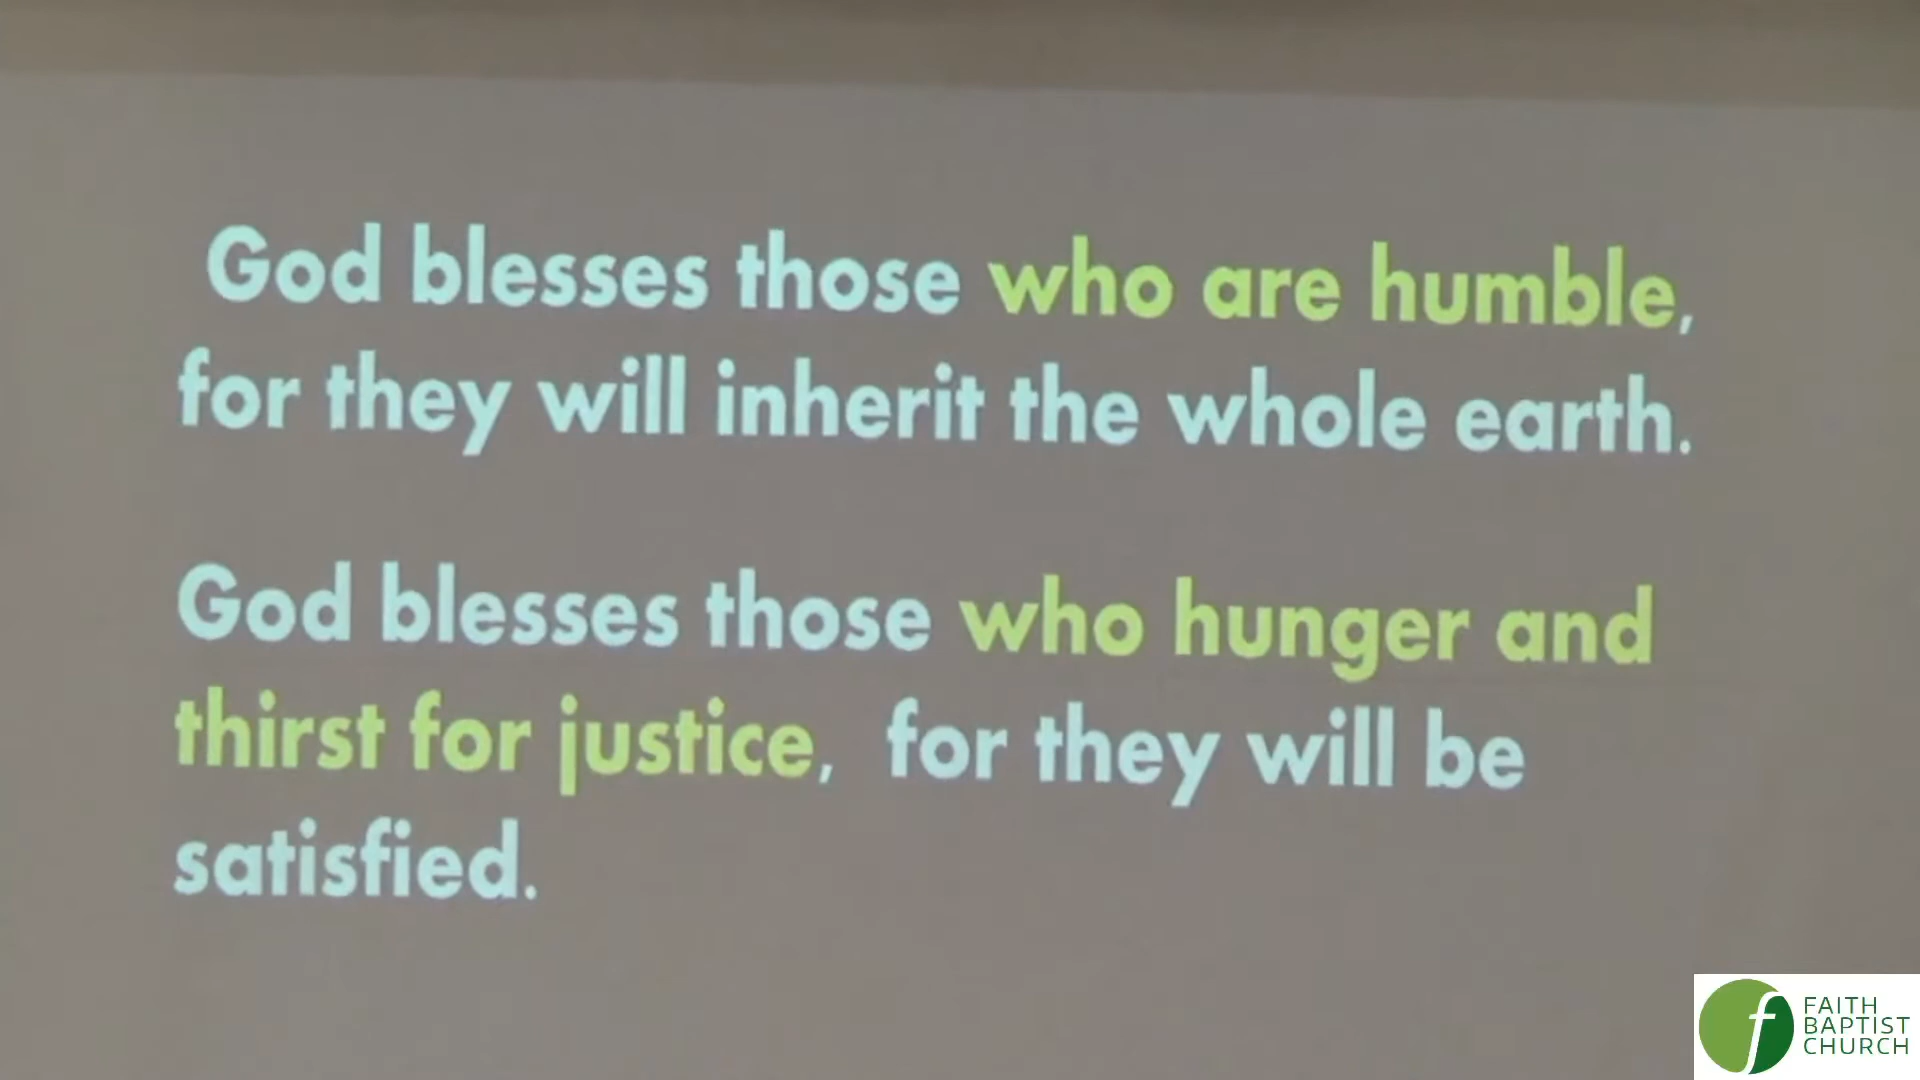 God blesses those who are humble,
for they will inherit the whole earth.
God blesses those who hunger and
thirst for justice, for they will be
satisfied.
FAITH
BAPTIST
CHURCH